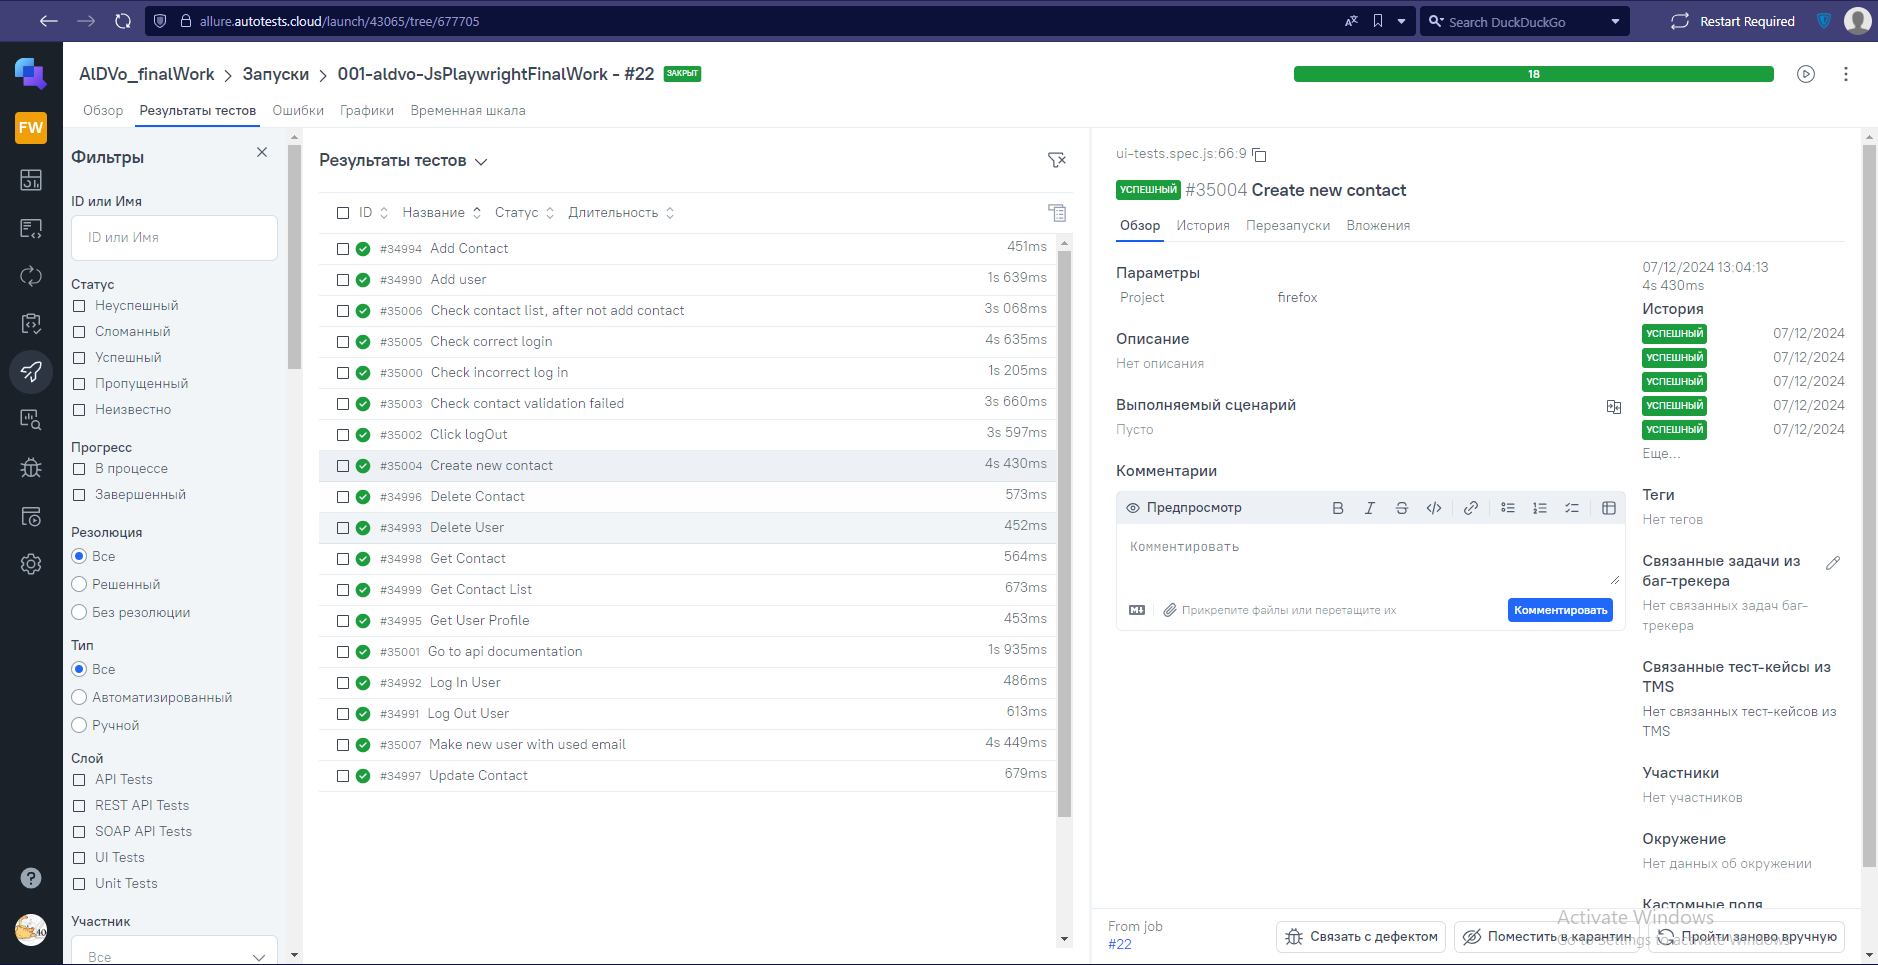 allure.autotests.cloud/launch/43065/tree/677705
Search DuckDuckGo
Restart Required
AlDVo_finalWork > Запуски > 001-aldvo-JsPlaywrightFinalWork - #22 ЗАКРЫТ
18
Обзор Результаты тестов Ошибки Графики Временная шкала
FW
Фильтры
ID или Имя
ID или Имя
Статус
Неуспешный
Сломанный
Успешный
Пропущенный
Неизвестно
Прогресс
В процессе
Завершенный
Резолюция
Все
Решенный
Без резолюции
Тип
Все
Автоматизированный
Ручной
Слой
API Tests
REST API Tests
SOAP API Tests
UI Tests
Unit Tests
Участник
Все
Результаты тестов
ID Название Статус Длительность
#34994 Add Contact 451ms
#34990 Add user 1s 639ms
#35006 Check contact list, after not add contact 3s 068ms
#35005 Check correct login 4s 635ms
#35000 Check incorrect log in 1s 205ms
#35003 Check contact validation failed 3s 660ms
#35002 Click logOut 3s 597ms
#35004 Create new contact 4s 430ms
#34996 Delete Contact 573ms
#34993 Delete User 452ms
#34998 Get Contact 564ms
#34999 Get Contact List 673ms
#34995 Get User Profile 453ms
#35001 Go to api documentation 1s 935ms
#34992 Log In User 486ms
#34991 Log Out User 613ms
#35007 Make new user with used email 4s 449ms
#34997 Update Contact 679ms
ui-tests.spec.js:66:9
УСПЕШНЫЙ #35004 Create new contact
Обзор История Перезапуски Вложения
Параметры
Project firefox
Описание
Нет описания
Выполняемый сценарий
Пусто
Комментарии
Предпросмотр
Комментировать
Прикрепите файлы или перетащите их
Комментировать
07/12/2024 13:04:13
4s 430ms
История
УСПЕШНЫЙ 07/12/2024
УСПЕШНЫЙ 07/12/2024
УСПЕШНЫЙ 07/12/2024
УСПЕШНЫЙ 07/12/2024
УСПЕШНЫЙ 07/12/2024
Еще...
Теги
Нет тегов
Связанные задачи из
баг-трекера
Нет связанных задач баг-
трекера
Связанные тест-кейсы из
TMS
Нет связанных тест-кейсов из
TMS
Участники
Нет участников
Окружение
Нет данных об окружении
Кастомные поля
Activate Windows
Go to Settings to activate Windows.
From job
#22
Связать с дефектом
Поместить в карантин
Пройти заново вручную